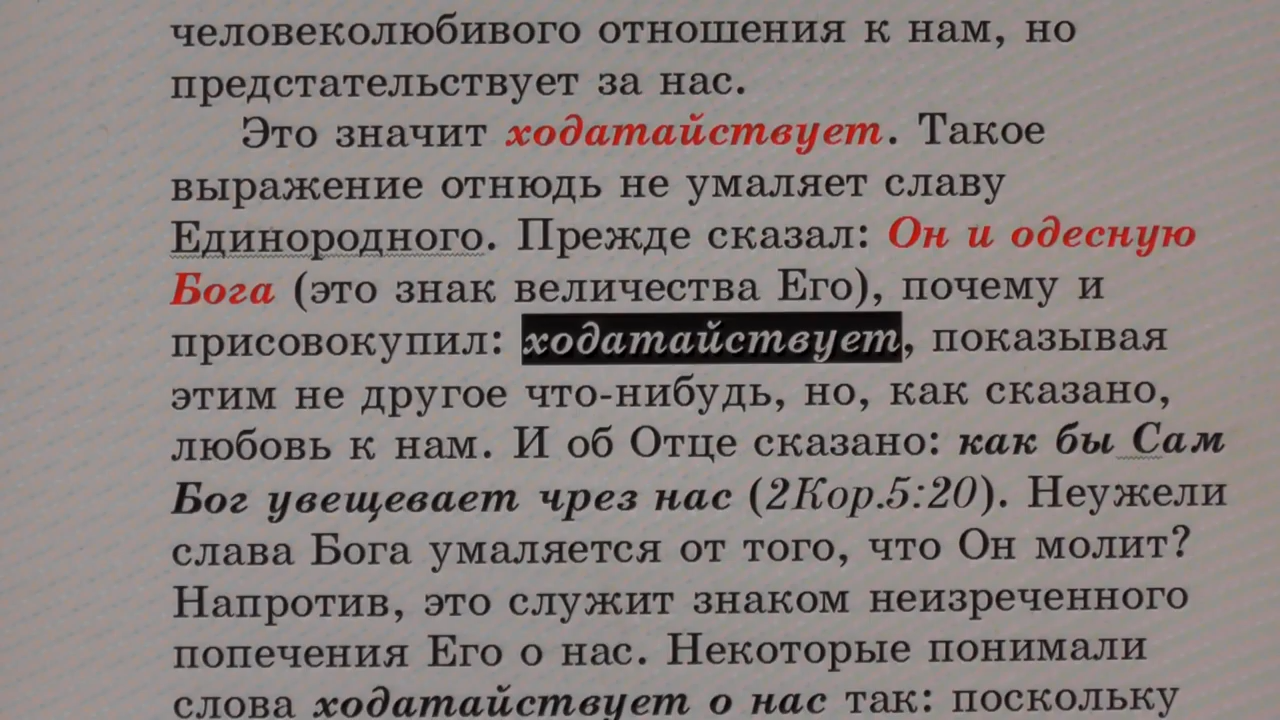 человеколюбивого отношения к нам, но
предстательствует за нас.
Это значит ходатайствует. Такое
выражение отнюдь не умаляет славу
Единородного. Прежде сказал: Он и одесную
Бога (это знак величества Его), почему и
присовокупил: ходатайствует, показывая
этим не другое что-нибудь, но, как сказано,
любовь к нам. И об Отце сказано: как бы Сам
Бог увещевает чрез нас (2Кор.5:20). Неужели
слава Бога умаляется от того, что Он молит?
Напротив, это служит знаком неизреченного
попечения Его о нас. Некоторые понимали
слова ходатайствует о нас так: поскольку